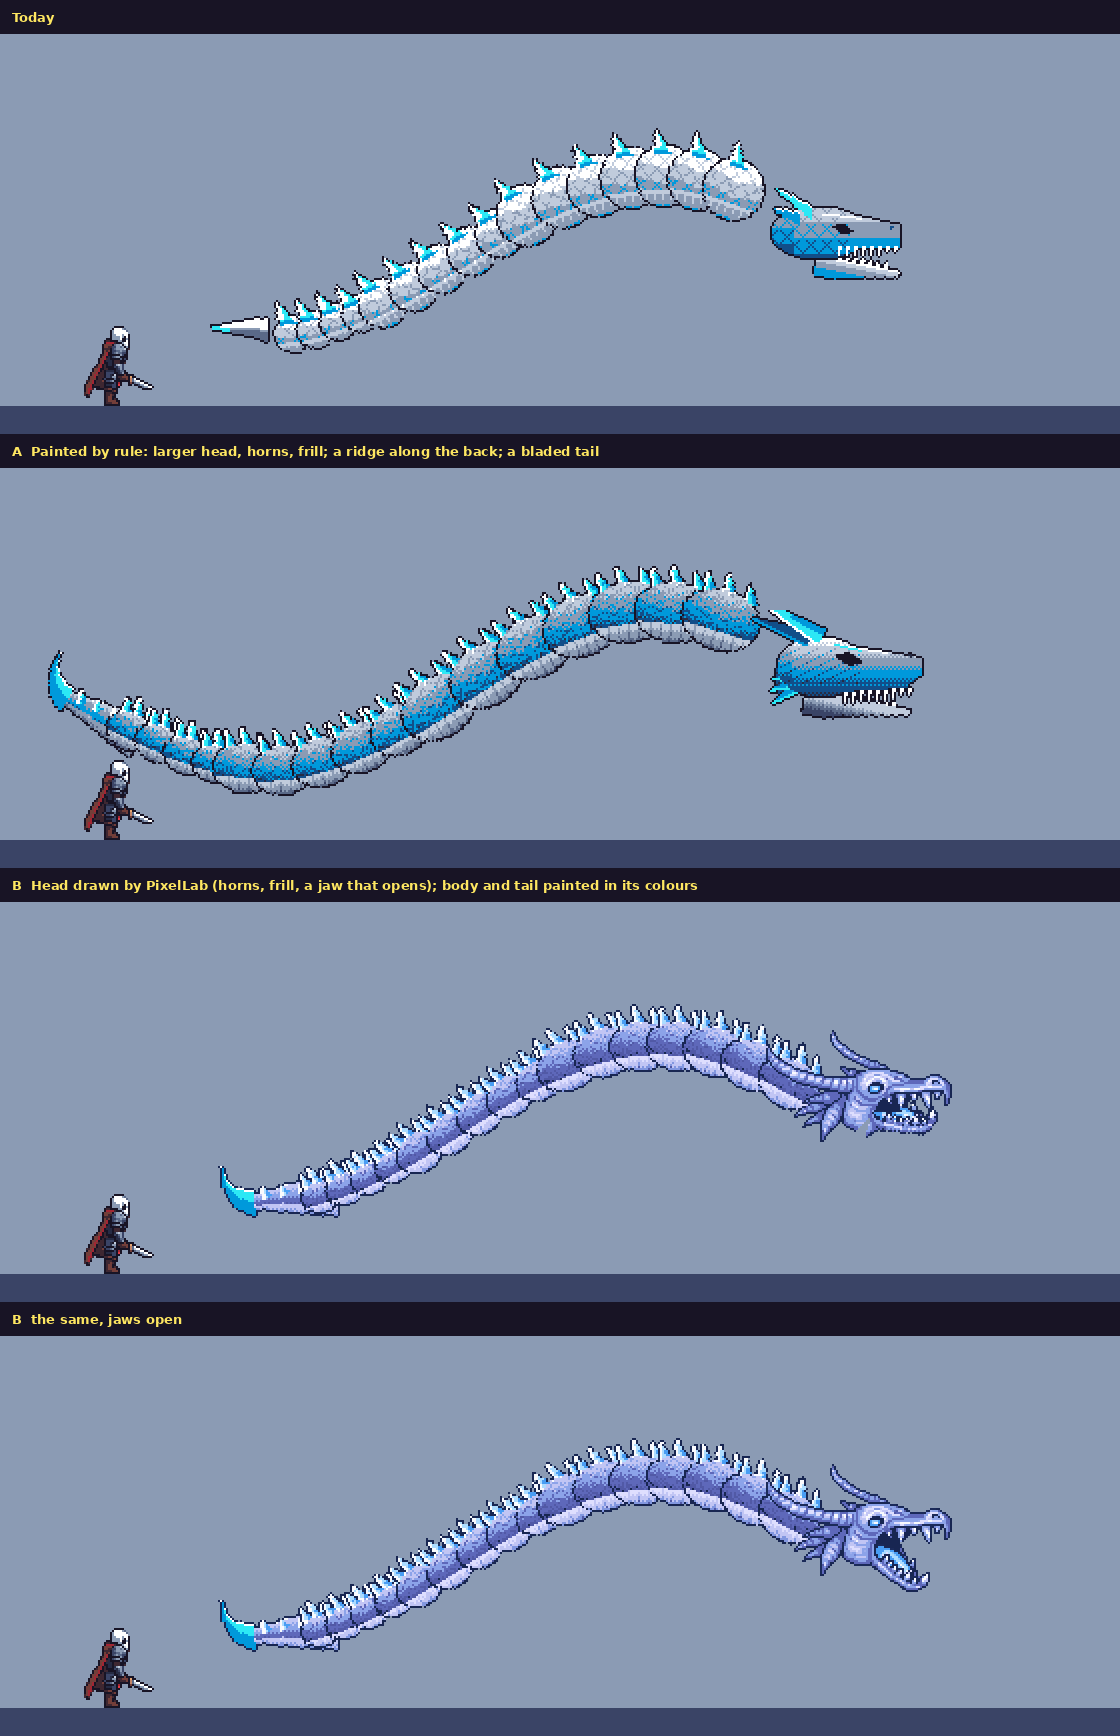 Today
A Painted by rule: larger head, horns, frill; a ridge along the back; a bladed tail
B Head drawn by PixelLab (horns, frill, a jaw that opens); body and tail painted in its colours
B the same, jaws open